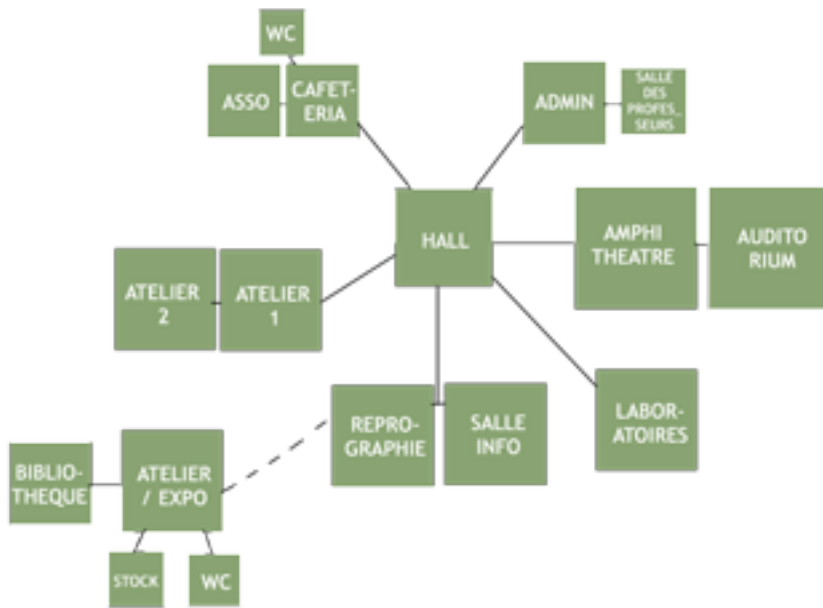 WC
ASSO
CAFET-
ERIA
ADMIN
SALLE
DES
PROFES_
SEURS
HALL
AMPHI
THEATRE
AUDITO
RIUM
ATELIER
2
ATELIER
1
REPRO-
GRAPHIE
SALLE
INFO
LABOR-
ATOIRES
BIBLIO-
THEQUE
ATELIER
/ EXPO
STOCK
WC